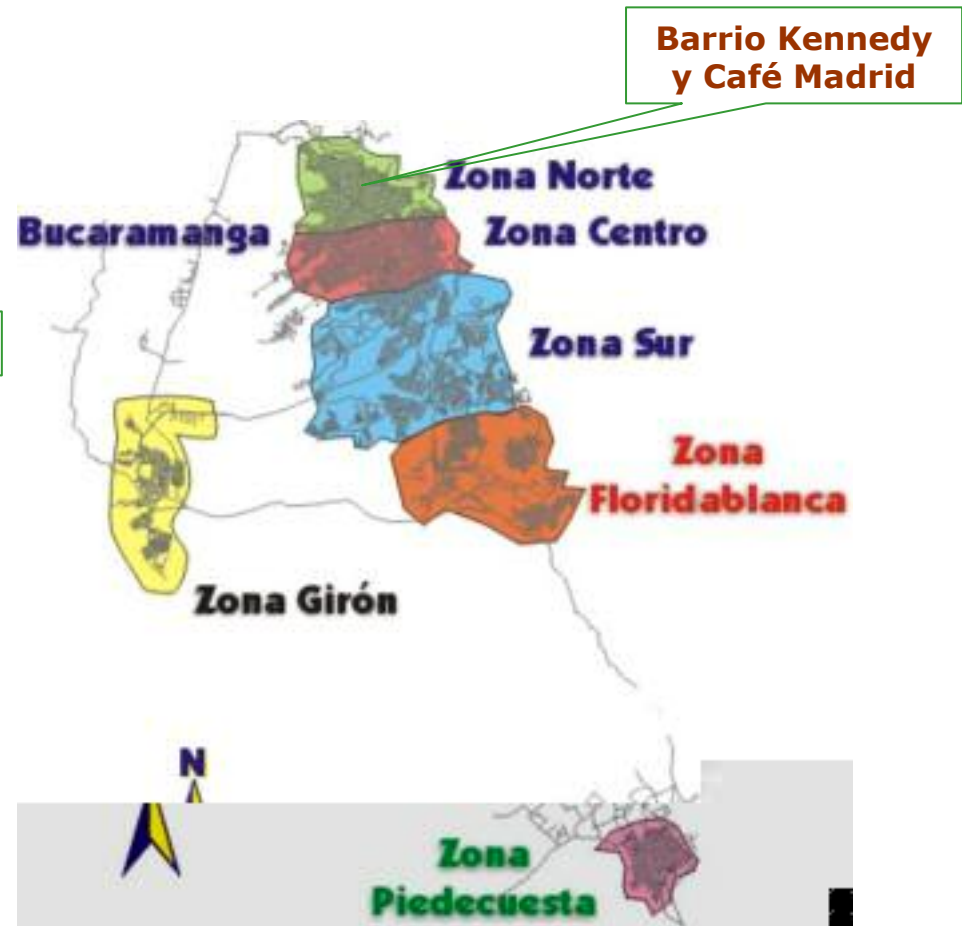 Barrio Kennedy
y Café Madrid
Zona Norte
Bucaramanga
Zona Centro
Zona Sur
Zona
Floridablanca
Zona Girón
N
Zona
Piedecuesta